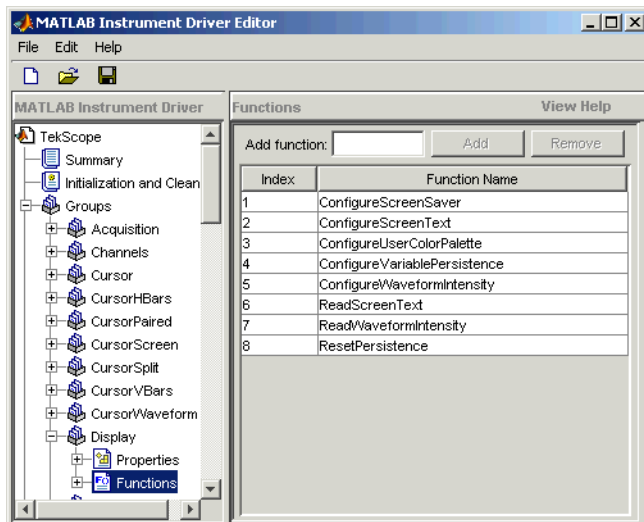 MATLAB Instrument Driver Editor
File Edit Help
MATLAB Instrument Driver
TekScope
Summary
Initialization and Clean
Groups
Acquisition
Channels
Cursor
CursorHBars
CursorPaired
CursorScreen
CursorSplit
CursorVBars
CursorWaveform
Display
Properties
Functions
Functions View Help
Add function: Add Remove
Index Function Name
1 ConfigureScreenSaver
2 ConfigureScreenText
3 ConfigureUserColorPalette
4 ConfigureVariablePersistence
5 ConfigureWaveformIntensity
6 ReadScreenText
7 ReadWaveformIntensity
8 ResetPersistence